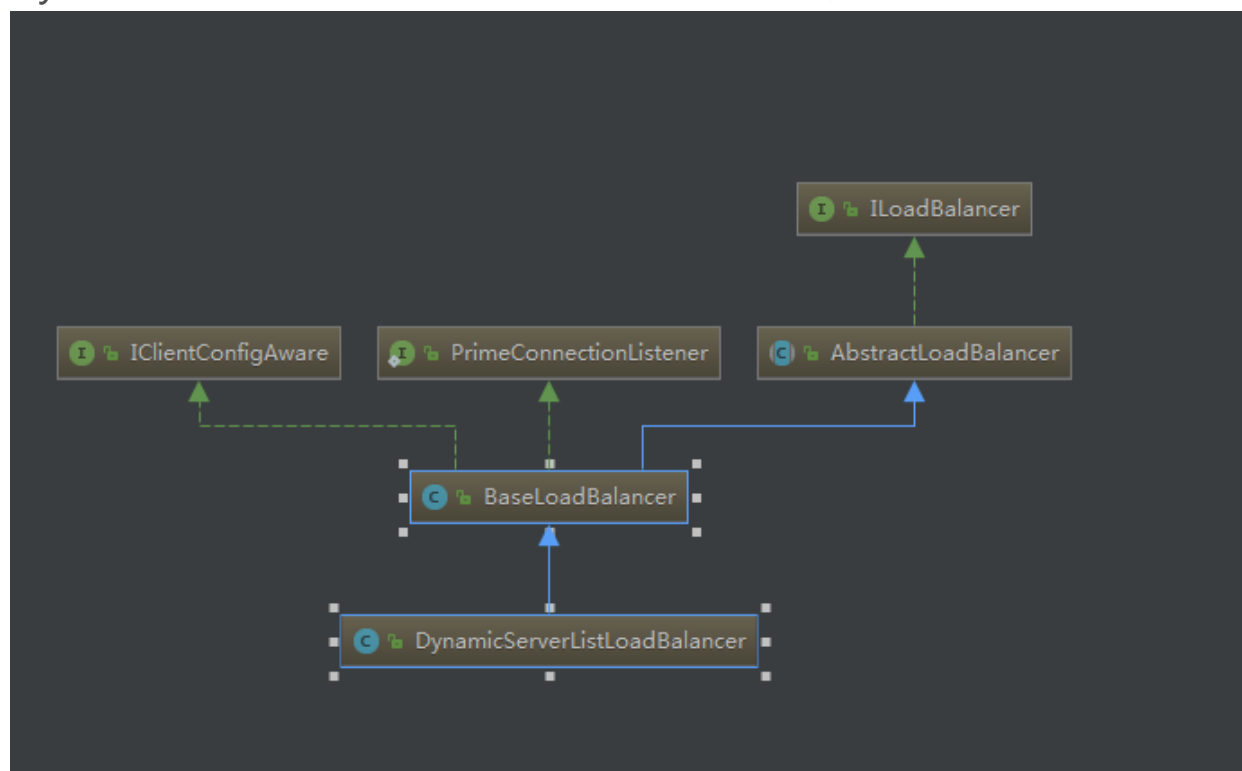 ILoadBalancer
IClientConfigAware
PrimeConnectionListener
AbstractLoadBalancer
BaseLoadBalancer
DynamicServerListLoadBalancer